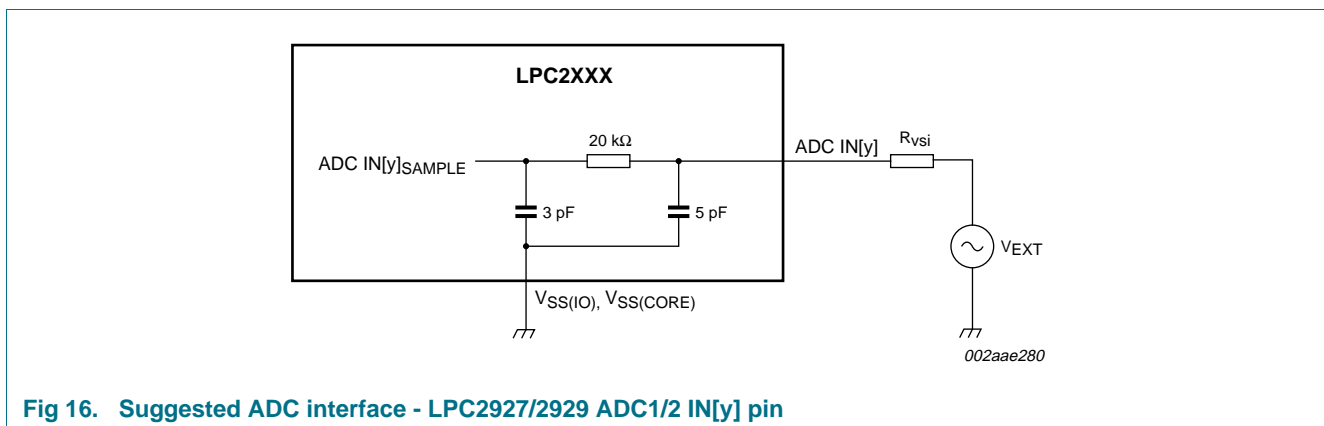 LPC2XXX
20 kΩ
ADC IN[y]
Rvsi
ADC IN[y]SAMPLE
3 pF
5 pF
VEXT
VSS(IO), VSS(CORE)
002aae280
Fig 16. Suggested ADC interface - LPC2927/2929 ADC1/2 IN[y] pin